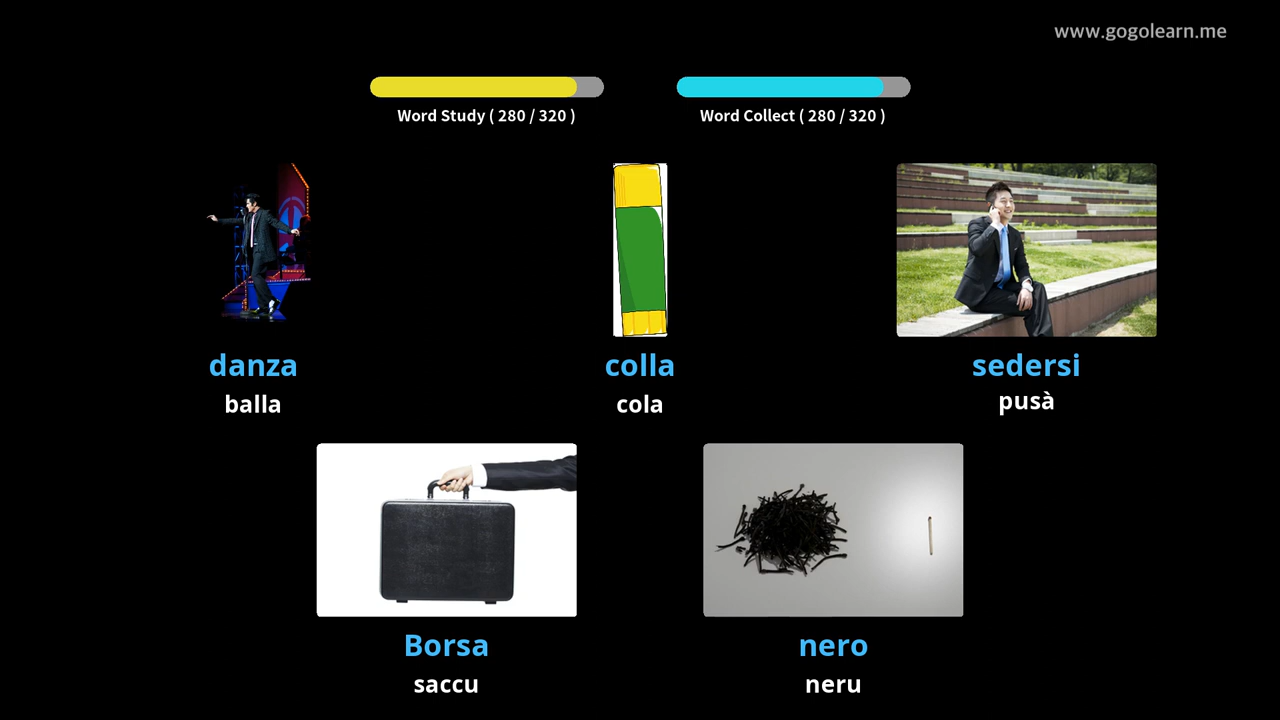 www.gogolearn.me
Word Study ( 280 / 320 )
Word Collect ( 280 / 320 )
danza
balla
colla
cola
sedersi
pusà
Borsa
saccu
nero
neru